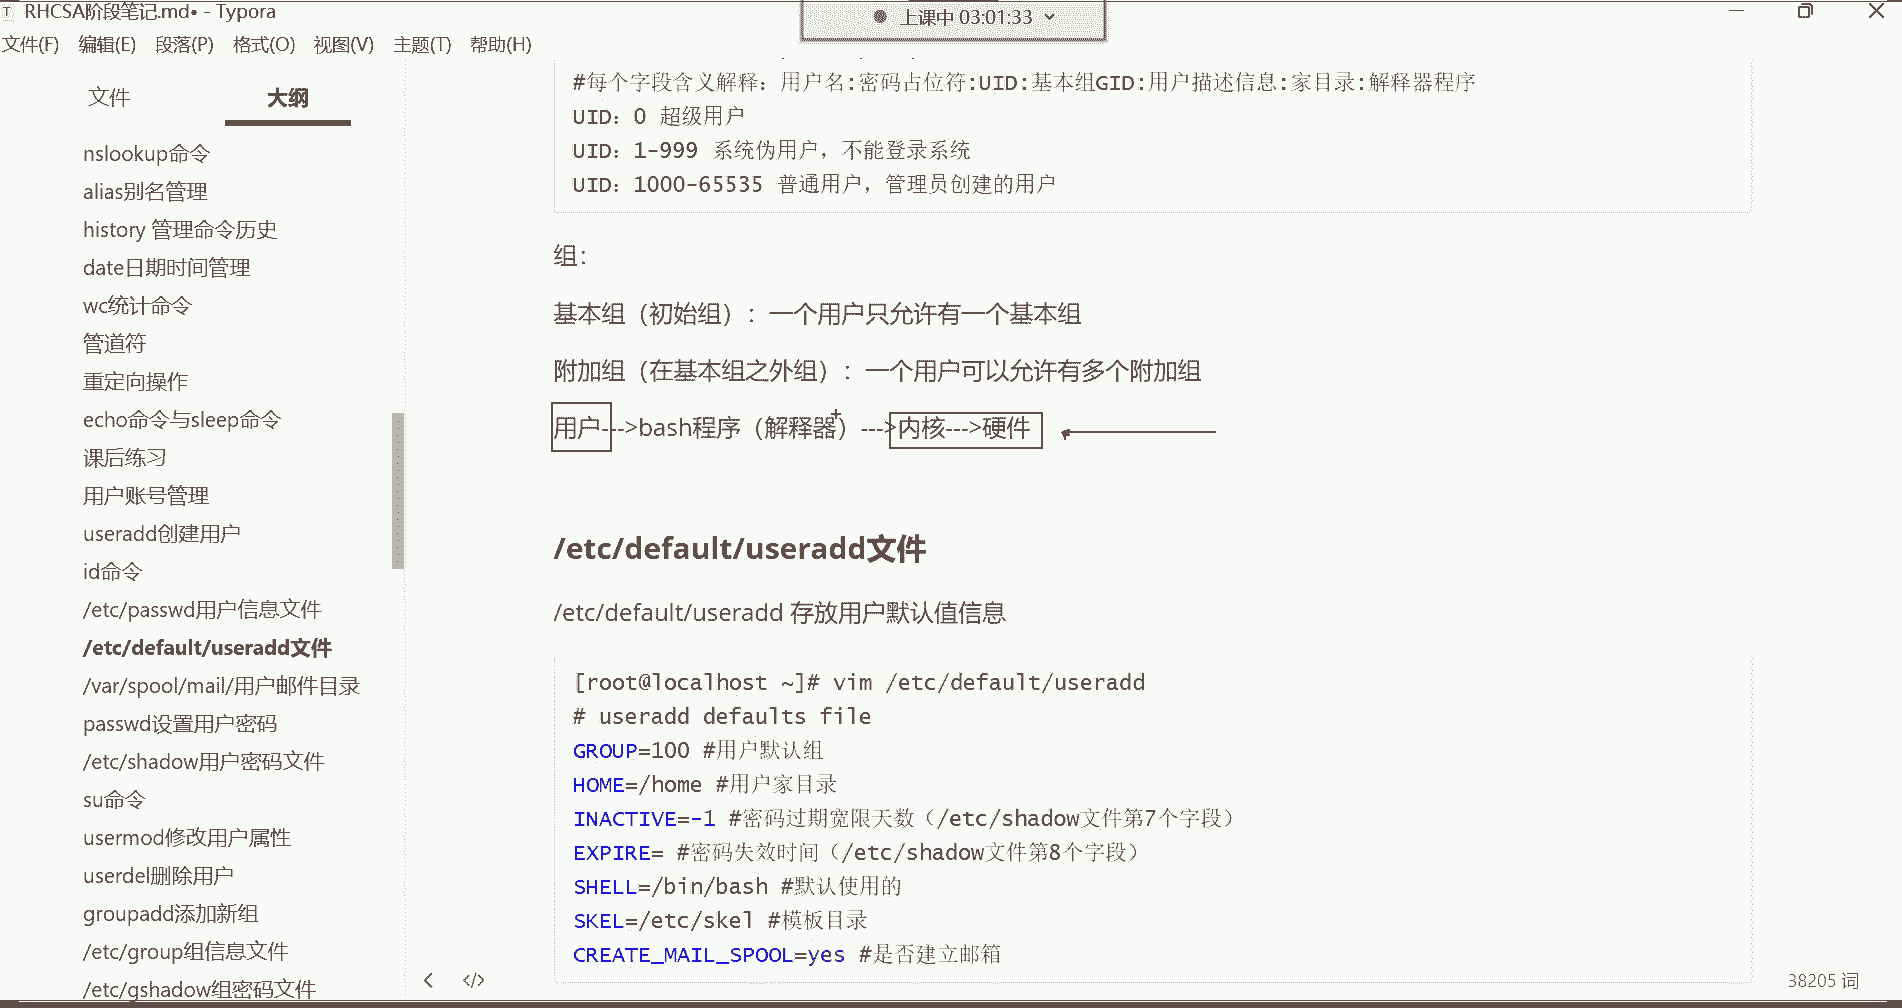 RHCSA阶段笔记.md• - Typora
上课中 03:01:33
文件(F) 编辑(E) 段落(P) 格式(O) 视图(V) 主题(T) 帮助(H)
文件 大纲
nslookup命令
alias别名管理
history 管理命令历史
date日期时间管理
wc统计命令
管道符
重定向操作
echo命令与sleep命令
课后练习
用户账号管理
useradd创建用户
id命令
/etc/passwd用户信息文件
/etc/default/useradd文件
/var/spool/mail/用户邮件目录
passwd设置用户密码
/etc/shadow用户密码文件
su命令
usermod修改用户属性
userdel删除用户
groupadd添加新组
/etc/group组信息文件
/etc/gshadow组密码文件
#每个字段含义解释：用户名:密码占位符:UID:基本组GID:用户描述信息:家目录:解释器程序
UID：0 超级用户
UID：1-999 系统伪用户，不能登录系统
UID：1000-65535 普通用户，管理员创建的用户
组：
基本组（初始组）：一个用户只允许有一个基本组
附加组（在基本组之外组）：一个用户可以允许有多个附加组
用户--->bash程序（解释器）--->内核--->硬件
/etc/default/useradd文件
/etc/default/useradd 存放用户默认值信息
[root@localhost ~]# vim /etc/default/useradd
# useradd defaults file
GROUP=100 #用户默认组
HOME=/home #用户家目录
INACTIVE=-1 #密码过期宽限天数（/etc/shadow文件第7个字段）
EXPIRE= #密码失效时间（/etc/shadow文件第8个字段）
SHELL=/bin/bash #默认使用的
SKEL=/etc/skel #模板目录
CREATE_MAIL_SPOOL=yes #是否建立邮箱
38205 词